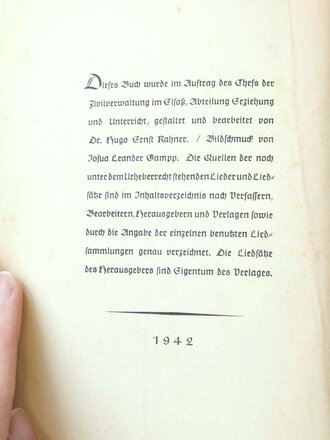 Dieses Buch wurde im Auftrag des Chefs der
Zivilverwaltung im Elsaß, Abteilung Erziehung
und Unterricht, gestaltet und bearbeitet von
Dr. Hugo Ernst Rahner. / Bildschmuck von
Josua Leander Gampp. Die Quellen der noch
unter dem Urheberrecht stehenden Lieder und Lied-
sätze sind im Inhaltsverzeichnis nach Verfassern,
Bearbeitern, Herausgebern und Verlagen sowie
durch die Angabe der einzelnen benutzten Lied-
sammlungen genau verzeichnet. Die Liedsätze
des Herausgebers sind Eigentum des Verlages.
1942